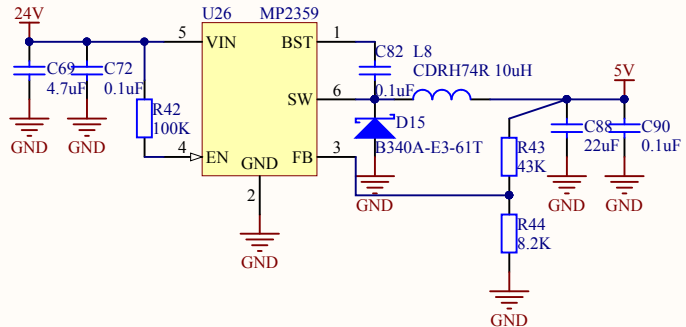 24V
U26 MP2359
5 VIN BST 1
C69
4.7uF
C72
0.1uF
R42
100K
C82
0.1uF
L8
CDRH74R 10uH
5V
SW 6
D15
B340A-E3-61T
4 EN FB 3
GND
2
R43
43K
C88
22uF
C90
0.1uF
GND
GND
GND
GND
GND
R44
8.2K
GND
GND